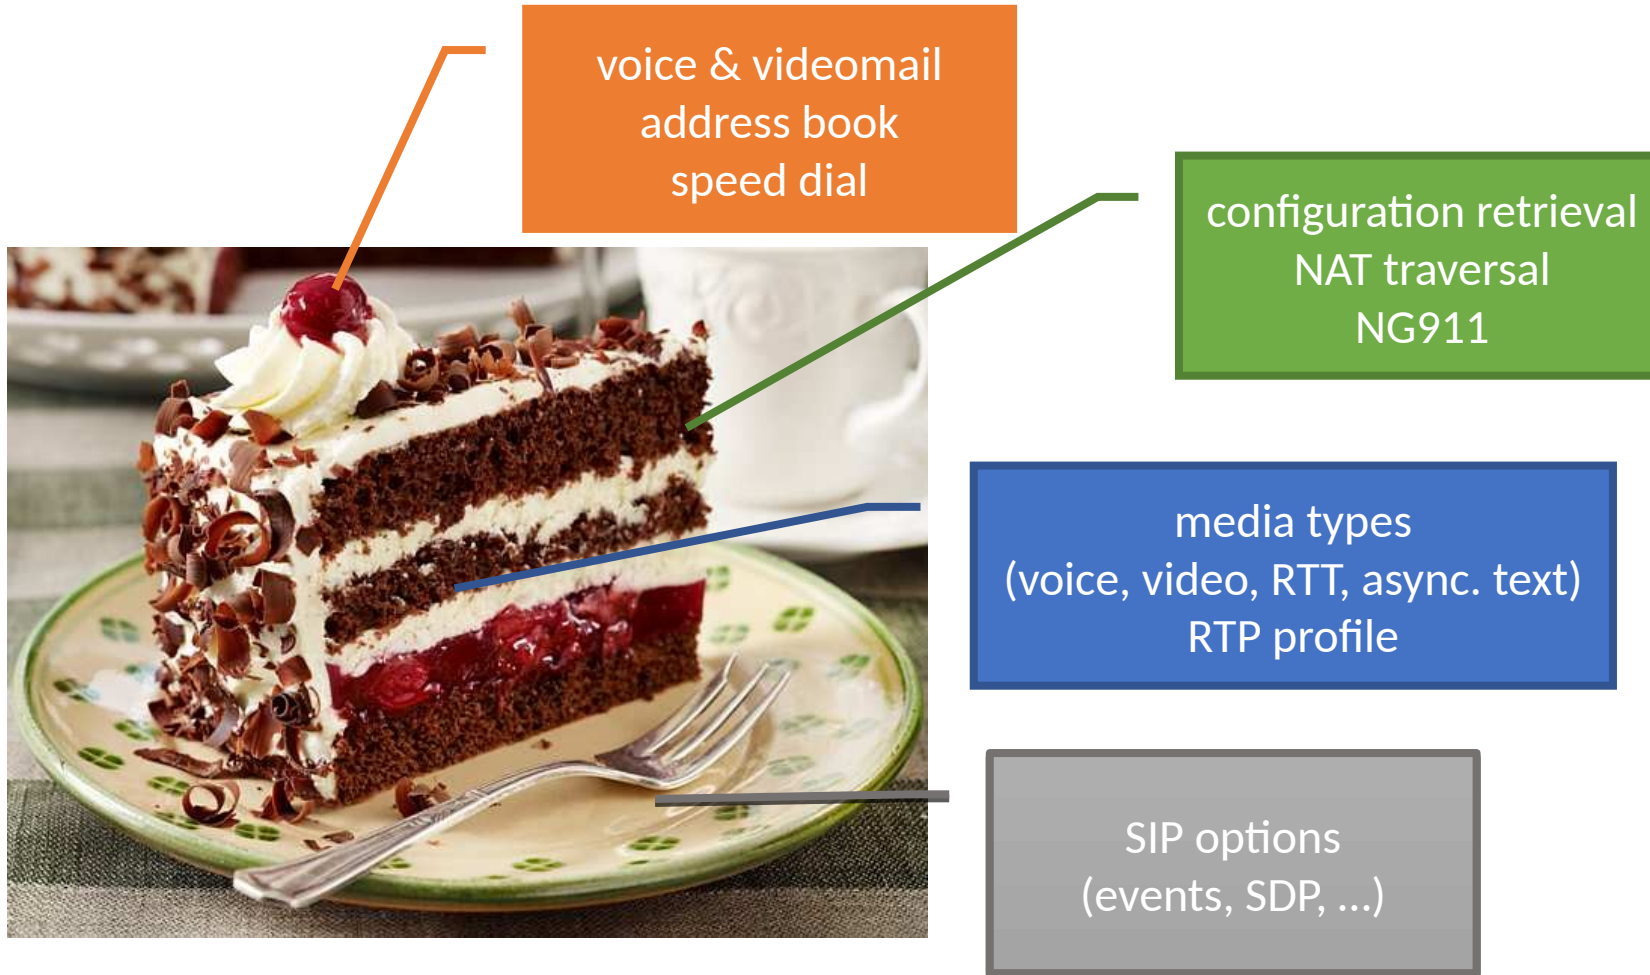 voice & videomail
address book
speed dial
configuration retrieval
NAT traversal
NG911
media types
(voice, video, RTT, async. text)
RTP profile
SIP options
(events, SDP, …)